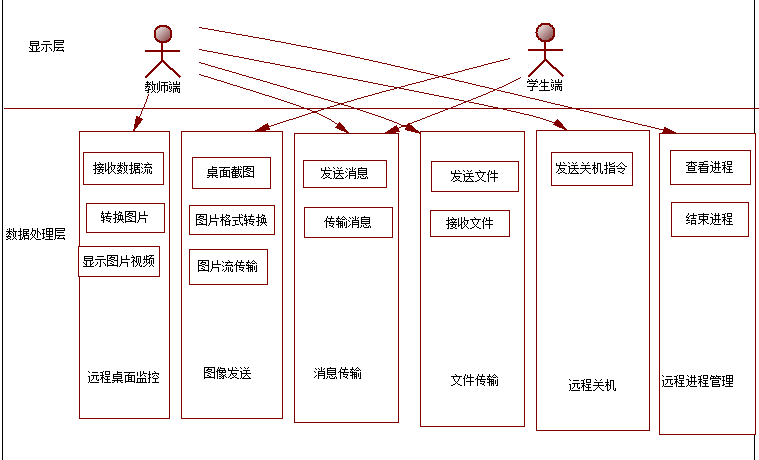 显示层
教师端
学生端
数据处理层
接收数据流
转换图片
显示图片视频
远程桌面监控
桌面截图
图片格式转换
图片流传输
图像发送
发送消息
传输消息
消息传输
发送文件
接收文件
文件传输
发送关机指令
远程关机
查看进程
结束进程
远程进程管理